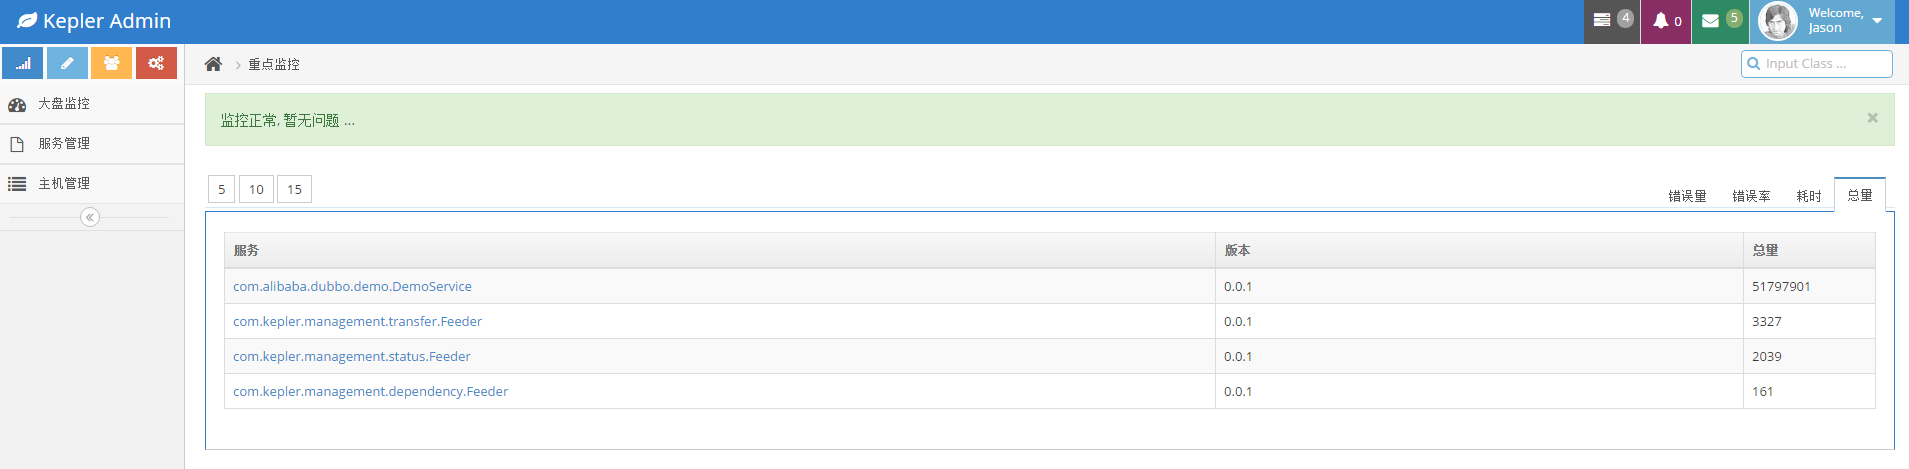 Kepler Admin
4
0
5
Welcome,
Jason
重点监控
Input Class ...
大盘监控
服务管理
主机管理
监控正常, 暂无问题 ...
5 10 15
错误量 错误率 耗时 总量
服务 版本 总量
com.alibaba.dubbo.demo.DemoService 0.0.1 51797901
com.kepler.management.transfer.Feeder 0.0.1 3327
com.kepler.management.status.Feeder 0.0.1 2039
com.kepler.management.dependency.Feeder 0.0.1 161